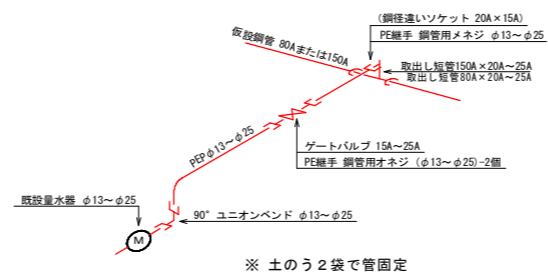 (鋼径違いソケット 20A×15A)
PE継手 鋼管用メネジ φ13～φ25
仮設鋼管 80Aまたは150A
取出し短管150A×20A～25A
取出し短管80A×20A～25A
PEPφ13～φ25
ゲートバルブ 15A～25A
PE継手 鋼管用オネジ (φ13～φ25)-2個
既設量水器 φ13～φ25
90° ユニオンベンド φ13～φ25
M
※ 土のう2袋で管固定